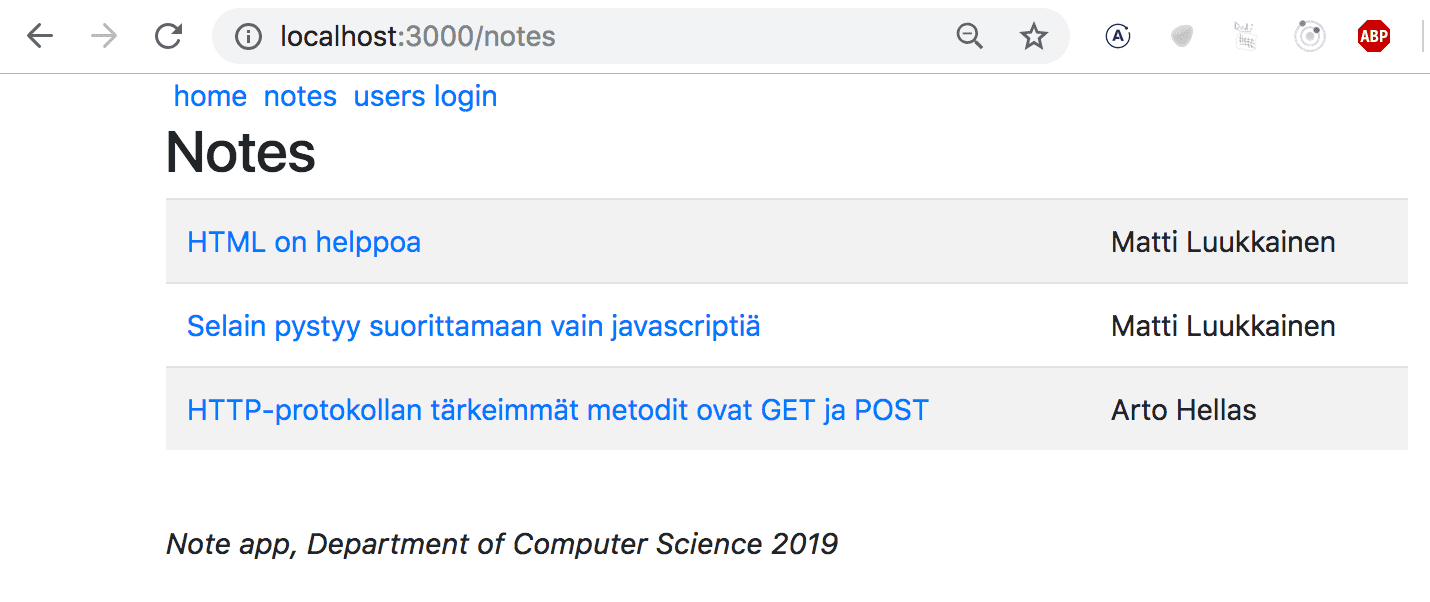 localhost:3000/notes
A
ABP
home notes users login
Notes
HTML on helppoa Matti Luukkainen
Selain pystyy suorittamaan vain javascriptiä Matti Luukkainen
HTTP-protokollan tärkeimmät metodit ovat GET ja POST Arto Hellas
Note app, Department of Computer Science 2019